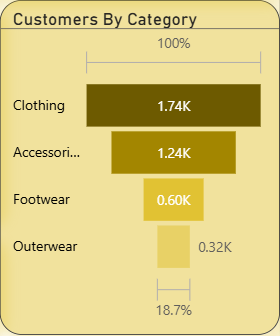 Customers By Category
100%
Clothing 1.74K
Accessori... 1.24K
Footwear 0.60K
Outerwear 0.32K
18.7%